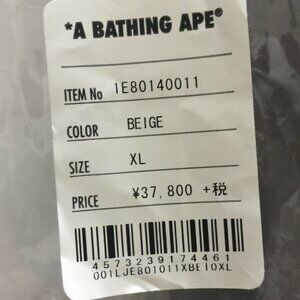 *A BATHING APE®
ITEM No 1E80140011
COLOR BEIGE
SIZE XL
PRICE ¥37,800 +税
4573239174461
001LJE801011XBE10XL